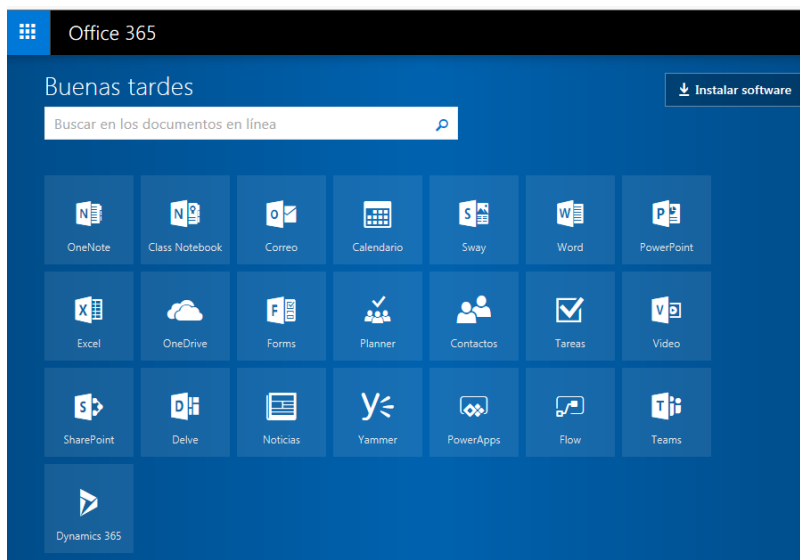 Office 365
Buenas tardes
Instalar software
Buscar en los documentos en línea
OneNote
Class Notebook
Correo
Calendario
Sway
Word
PowerPoint
Excel
OneDrive
Forms
Planner
Contactos
Tareas
Video
SharePoint
Delve
Noticias
Yammer
PowerApps
Flow
Teams
Dynamics 365